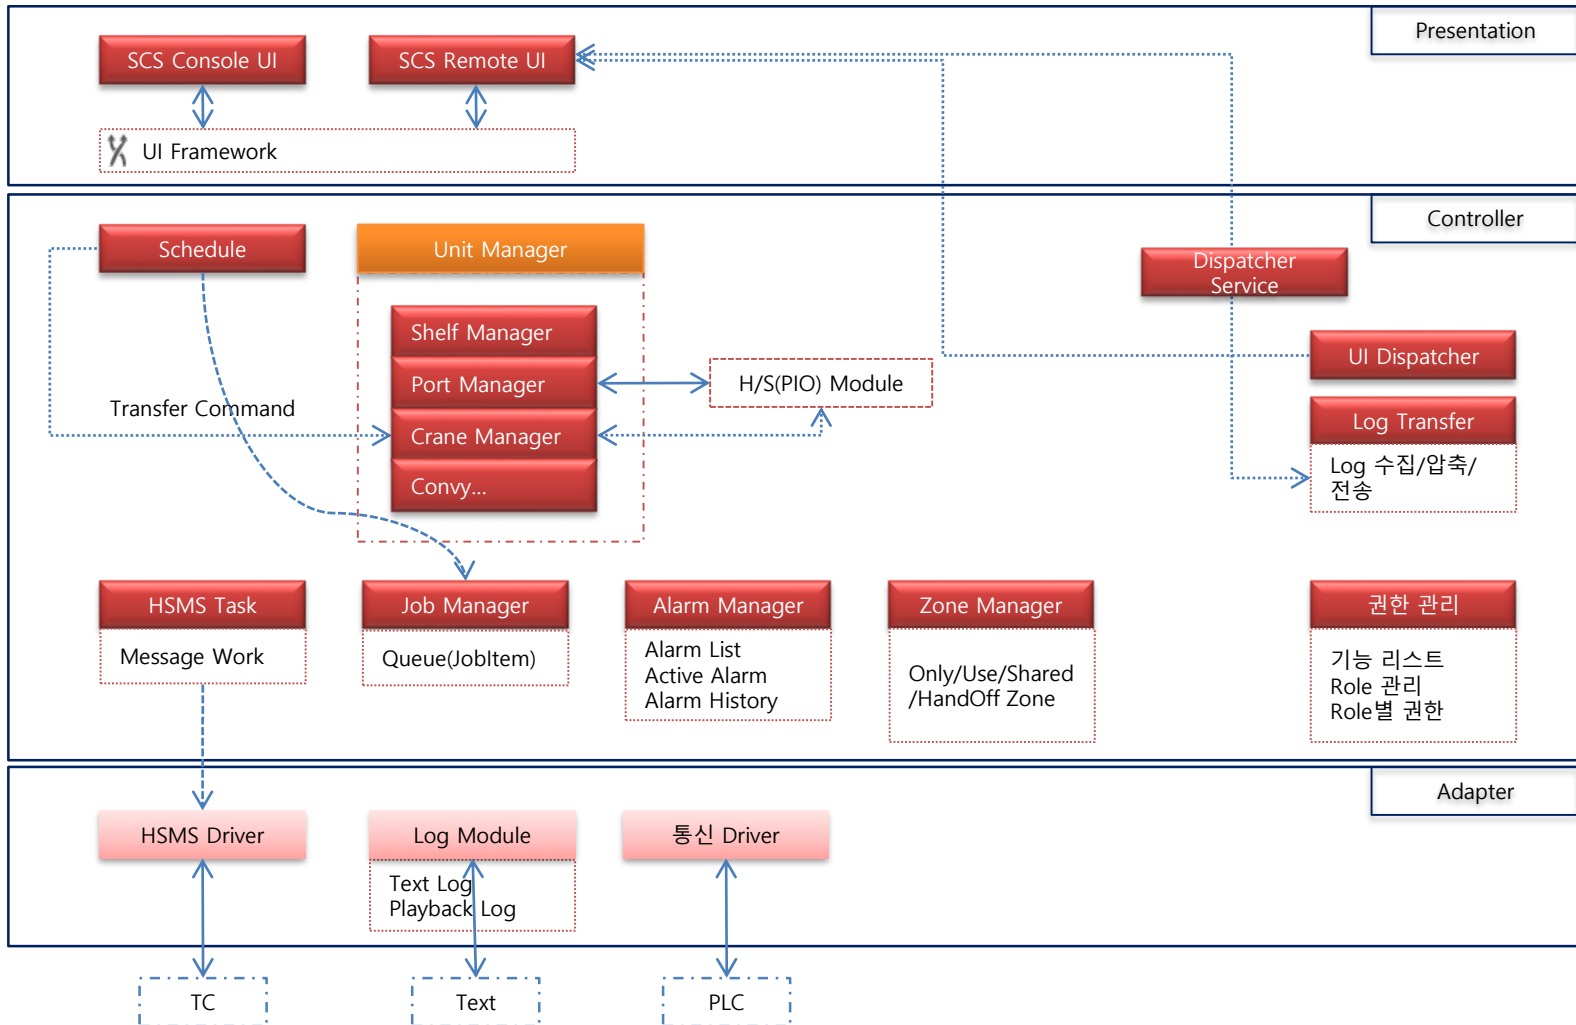 Presentation
SCS Console UI
SCS Remote UI
UI Framework
Controller
Schedule
Unit Manager
Dispatcher
Service
Shelf Manager
UI Dispatcher
Port Manager
H/S(PIO) Module
Transfer Command
Log Transfer
Crane Manager
Log 수집/압축/
전송
Convy...
HSMS Task
Job Manager
Alarm Manager
Zone Manager
권한 관리
Message Work
Queue(JobItem)
Alarm List
Active Alarm
Alarm History
Only/Use/Shared
/HandOff Zone
기능 리스트
Role 관리
Role별 권한
Adapter
HSMS Driver
Log Module
통신 Driver
Text Log
Playback Log
TC
Text
PLC